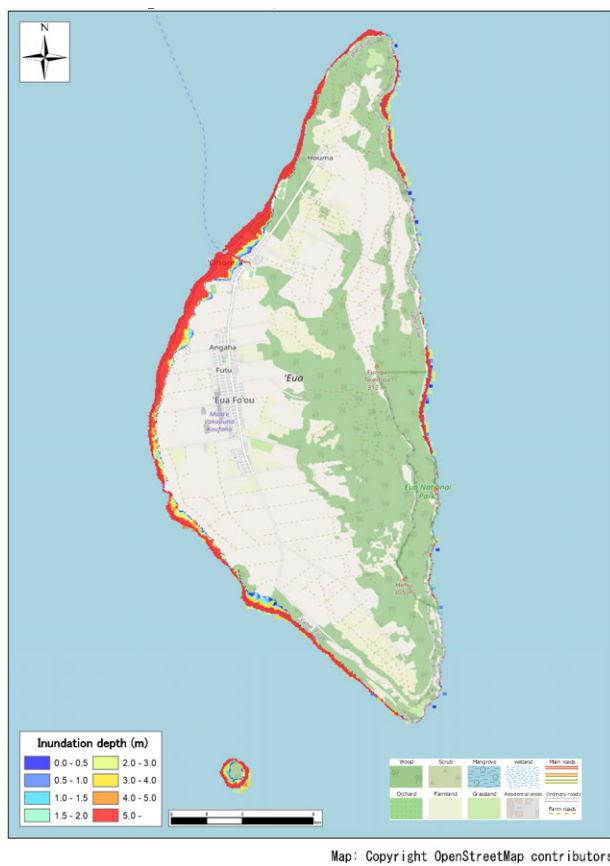 N
Houma
Ohonua
Angaha
Futu
'Eua
'Eua Fo'ou
Eua National
Park
Inundation depth (m)
0.0 - 0.5
0.5 - 1.0
1.0 - 1.5
1.5 - 2.0
2.0 - 3.0
3.0 - 4.0
4.0 - 5.0
5.0 -
Wood
Scrub
Mangrove
wetland
Main roads
Orchard
Farmland
Grassland
Residential areas
Ordinary roads
Farm roads
Map: Copyright OpenStreetMap contributors